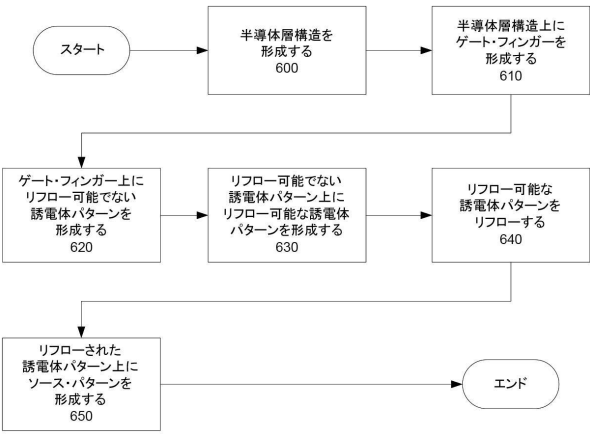 スタート
半導体層構造を
形成する
600
半導体層構造上に
ゲート・フィンガーを
形成する
610
ゲート・フィンガー上に
リフロー可能でない
誘電体パターンを
形成する
620
リフロー可能でない
誘電体パターン上に
リフロー可能な誘電体
パターンを形成する
630
リフロー可能な
誘電体パターンを
リフローする
640
リフローされた
誘電体パターン上に
ソース・パターンを
形成する
650
エンド